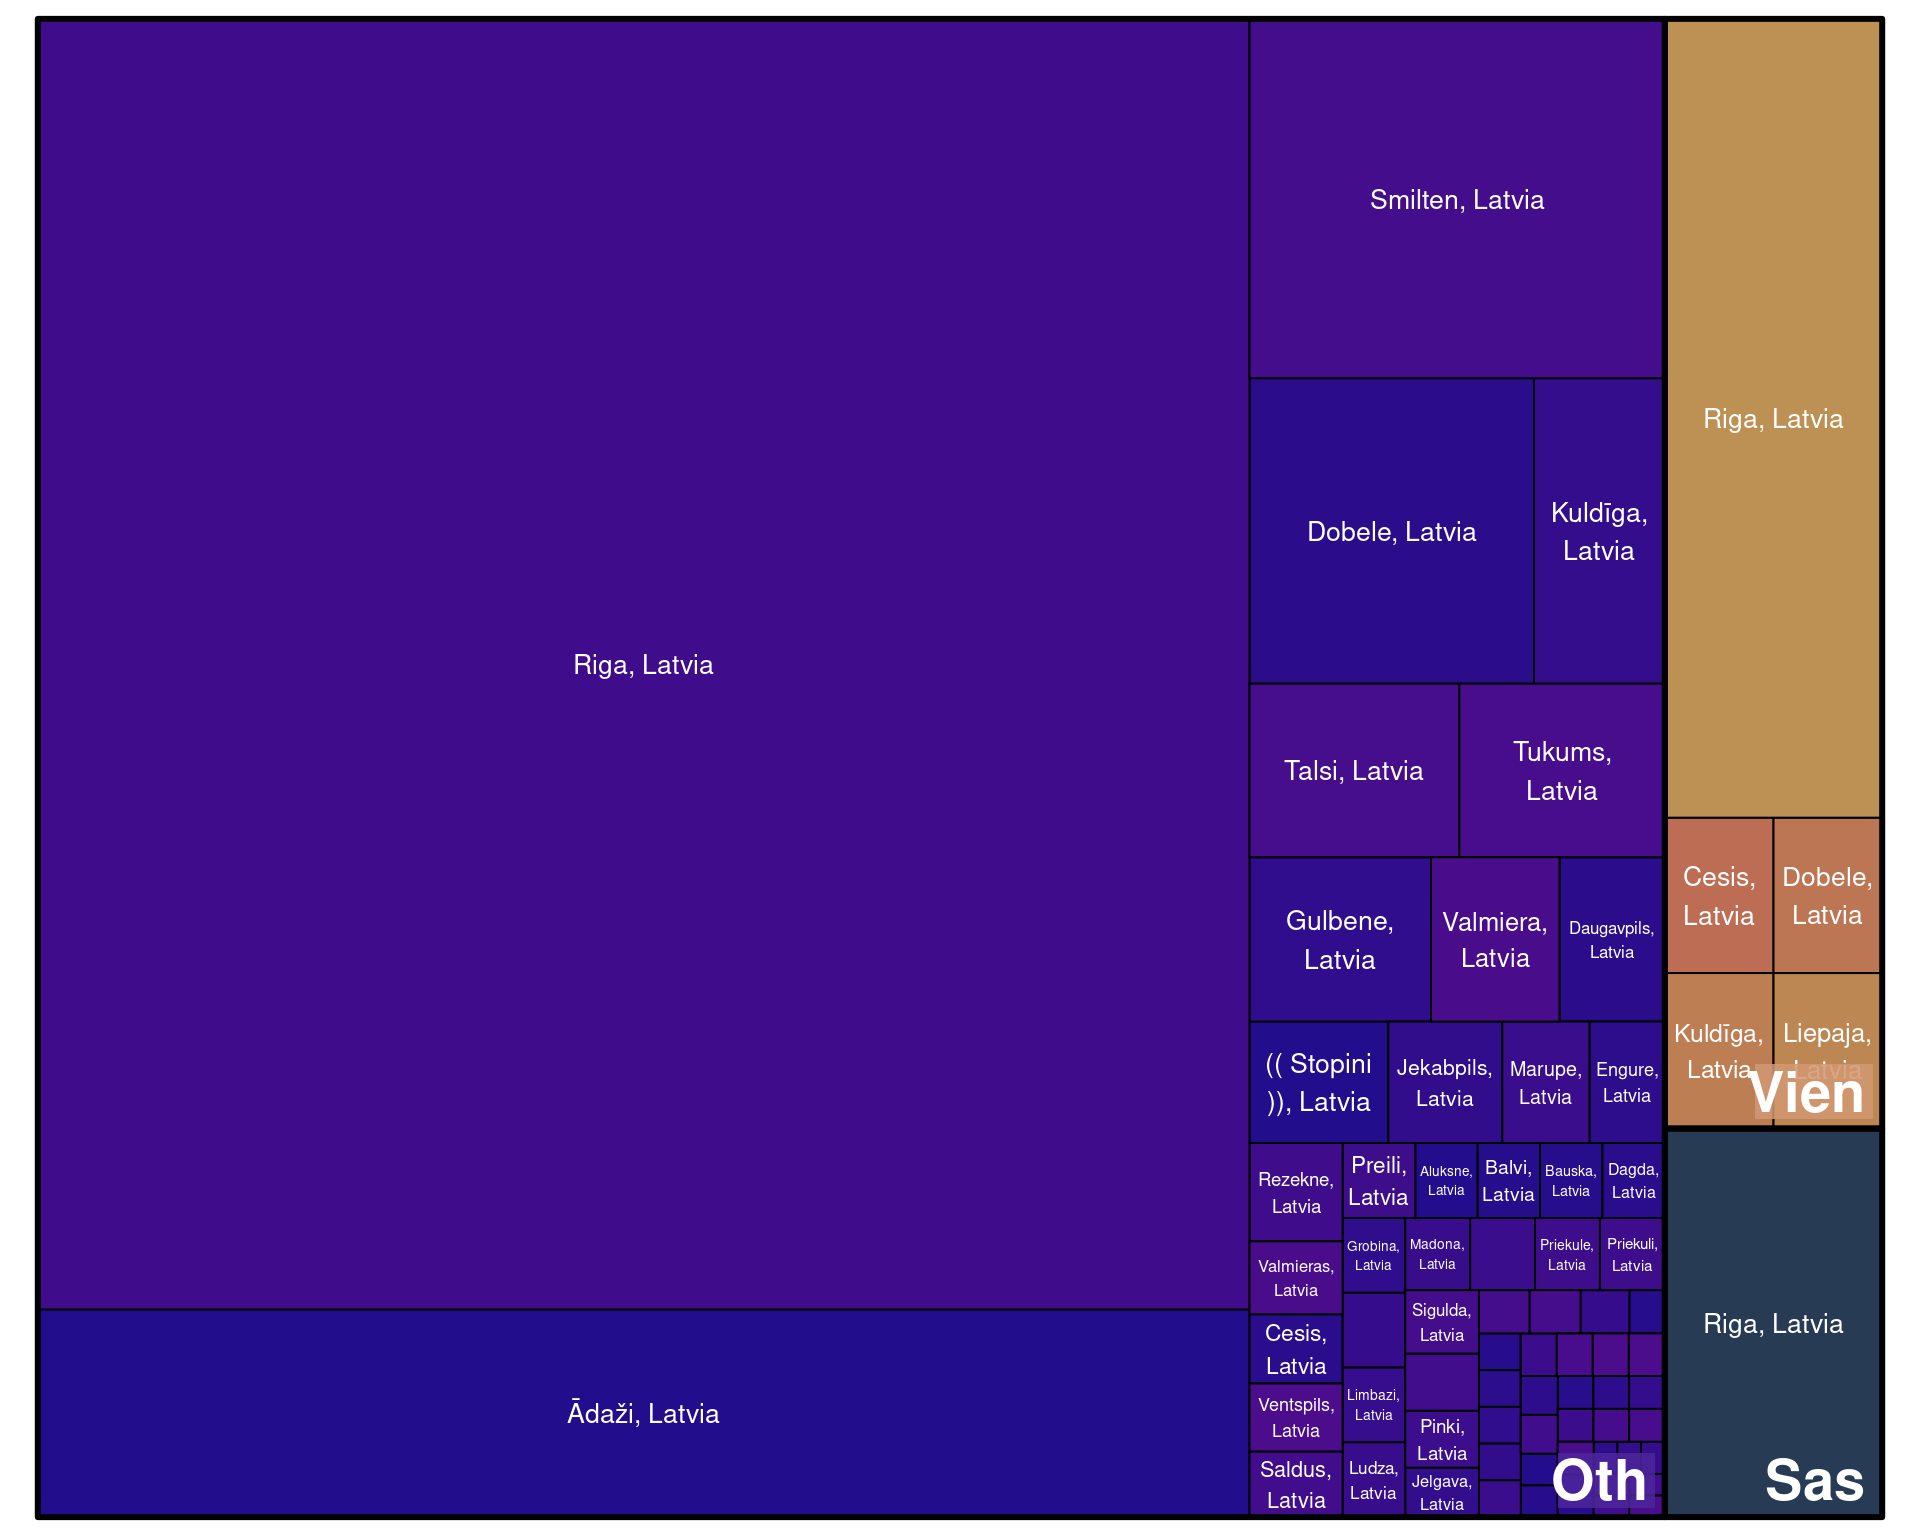 Riga, Latvia
Ādaži, Latvia
Smilten, Latvia
Dobele, Latvia
Kuldīga,
Latvia
Talsi, Latvia
Tukums,
Latvia
Gulbene,
Latvia
Valmiera,
Latvia
Daugavpils,
Latvia
(( Stopini
)), Latvia
Jekabpils,
Latvia
Marupe,
Latvia
Engure,
Latvia
Rezekne,
Latvia
Preili,
Latvia
Aluksne,
Latvia
Balvi,
Latvia
Bauska,
Latvia
Dagda,
Latvia
Valmieras,
Latvia
Grobina,
Latvia
Madona,
Latvia
Priekule,
Latvia
Priekuli,
Latvia
Cesis,
Latvia
Sigulda,
Latvia
Ventspils,
Latvia
Limbazi,
Latvia
Pinki,
Latvia
Saldus,
Latvia
Ludza,
Latvia
Jelgava,
Latvia
Oth
Riga, Latvia
Cesis,
Latvia
Dobele,
Latvia
Kuldīga,
Latvia
Liepaja,
Latvia
Vien
Riga, Latvia
Sas